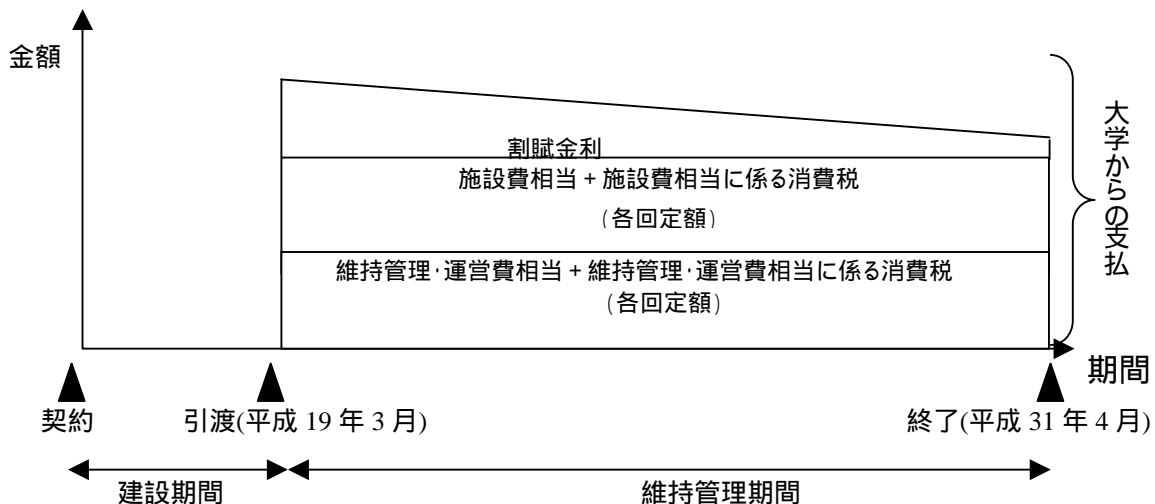 金額
割賦金利
施設費相当 + 施設費相当に係る消費税
(各回定額)
維持管理・運営費相当 + 維持管理・運営費相当に係る消費税
(各回定額)
大学からの支払
期間
契約
引渡(平成 19 年 3 月)
終了(平成 31 年 4 月)
建設期間
維持管理期間